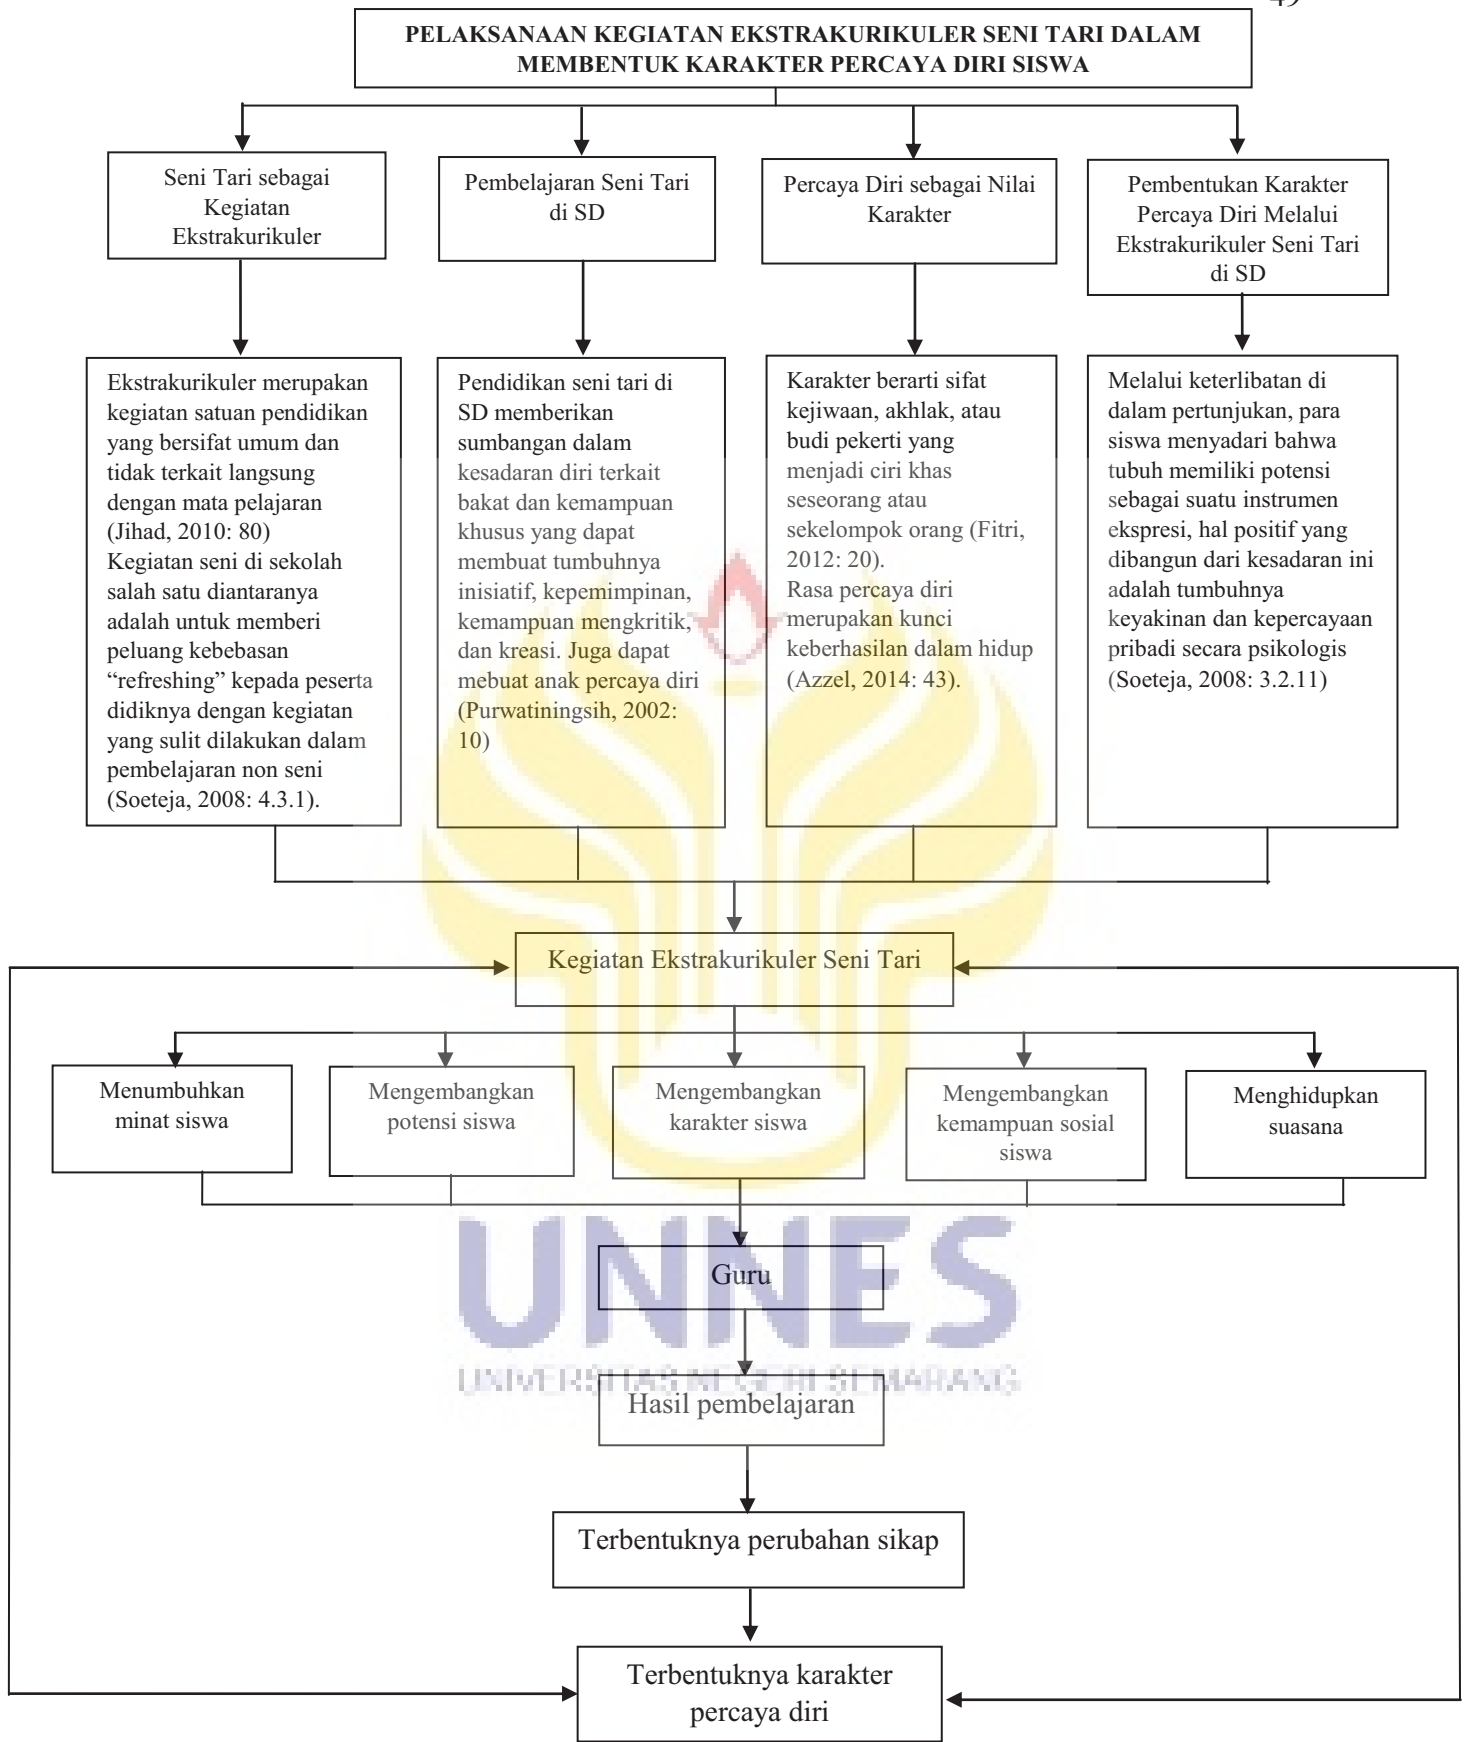 49
PELAKSANAAN KEGIATAN EKSTRAKURIKULER SENI TARI DALAM
MEMBENTUK KARAKTER PERCAYA DIRI SISWA
Seni Tari sebagai
Kegiatan
Ekstrakurikuler
Pembelajaran Seni Tari
di SD
Percaya Diri sebagai Nilai
Karakter
Pembentukan Karakter
Percaya Diri Melalui
Ekstrakurikuler Seni Tari
di SD
Ekstrakurikuler merupakan
kegiatan satuan pendidikan
yang bersifat umum dan
tidak terkait langsung
dengan mata pelajaran
(Jihad, 2010: 80)
Kegiatan seni di sekolah
salah satu diantaranya
adalah untuk memberi
peluang kebebasan
“refreshing” kepada peserta
didiknya dengan kegiatan
yang sulit dilakukan dalam
pembelajaran non seni
(Soeteja, 2008: 4.3.1).
Pendidikan seni tari di
SD memberikan
sumbangan dalam
kesadaran diri terkait
bakat dan kemampuan
khusus yang dapat
membuat tumbuhnya
inisiatif, kepemimpinan,
kemampuan mengkritik,
dan kreasi. Juga dapat
mebuat anak percaya diri
(Purwatiningsih, 2002:
10)
Karakter berarti sifat
kejiwaan, akhlak, atau
budi pekerti yang
menjadi ciri khas
seseorang atau
sekelompok orang (Fitri,
2012: 20).
Rasa percaya diri
merupakan kunci
keberhasilan dalam hidup
(Azzel, 2014: 43).
Melalui keterlibatan di
dalam pertunjukan, para
siswa menyadari bahwa
tubuh memiliki potensi
sebagai suatu instrumen
ekspresi, hal positif yang
dibangun dari kesadaran ini
adalah tumbuhnya
keyakinan dan kepercayaan
pribadi secara psikologis
(Soeteja, 2008: 3.2.11)
Kegiatan Ekstrakurikuler Seni Tari
Menumbuhkan
minat siswa
Mengembangkan
potensi siswa
Mengembangkan
karakter siswa
Mengembangkan
kemampuan sosial
siswa
Menghidupkan
suasana
UNNES
Guru
UNIVERSITAS NEGERI SEMARANG
Hasil pembelajaran
Terbentuknya perubahan sikap
Terbentuknya karakter
percaya diri